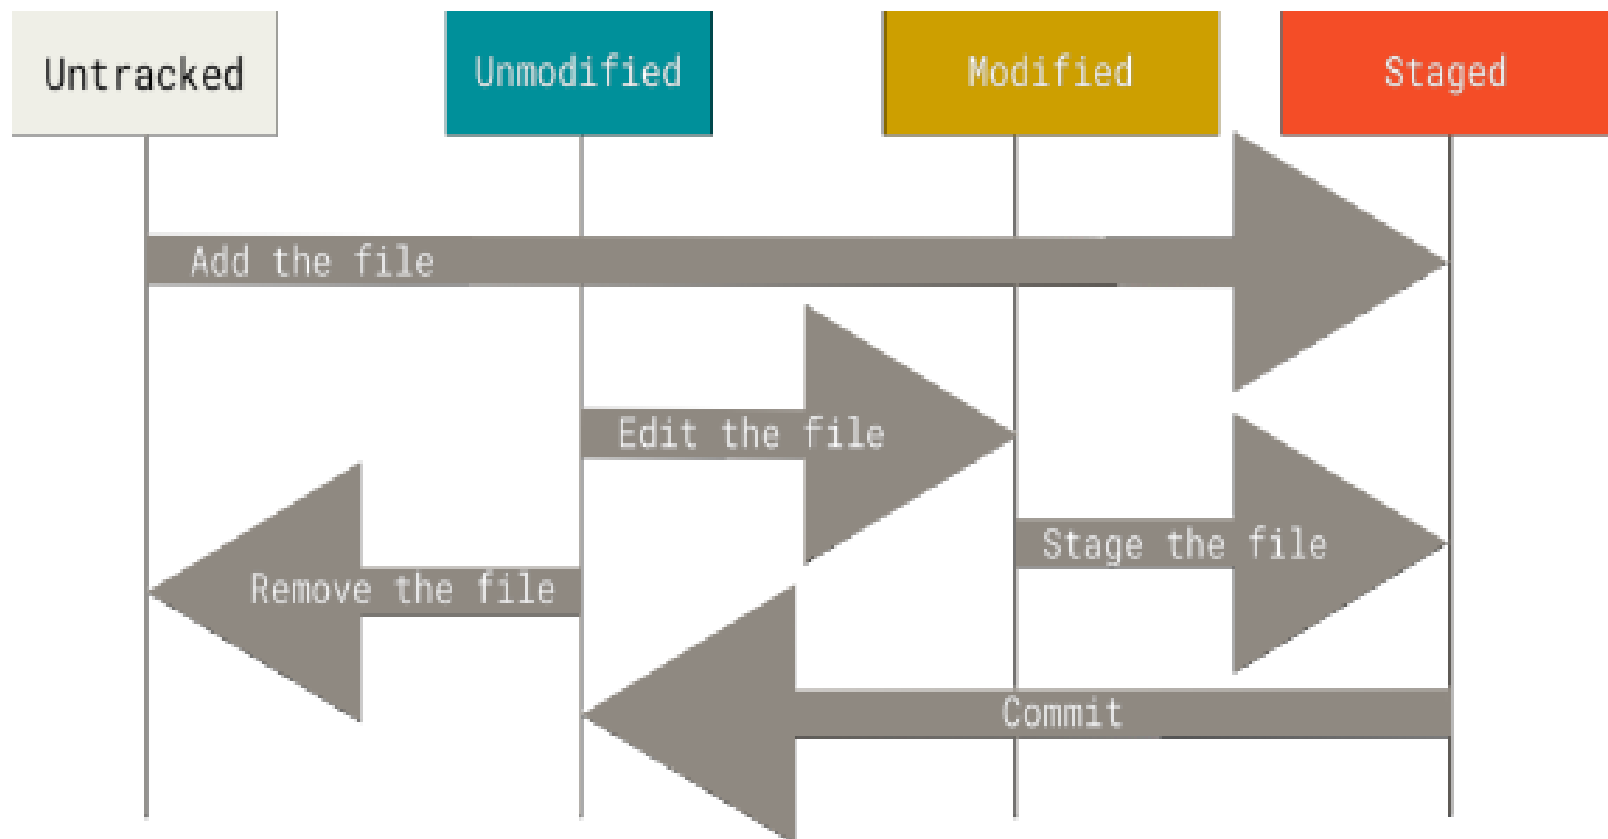 Untracked
Unmodified
Modified
Staged
Add the file
Edit the file
Stage the file
Remove the file
Commit